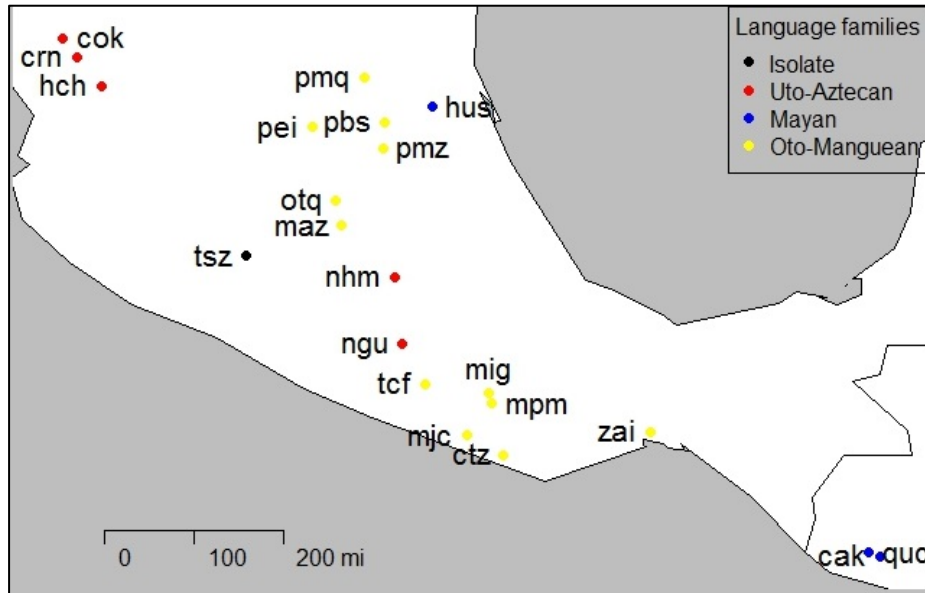 Language families
Isolate
Uto-Aztecan
Mayan
Oto-Manguean
cok
crn
hch
pmq
hus
pei
pbs
pmz
otq
maz
tsz
nhm
ngu
tcf
mig
mpm
mjc
ctz
zai
cak
quc
0 100 200 mi